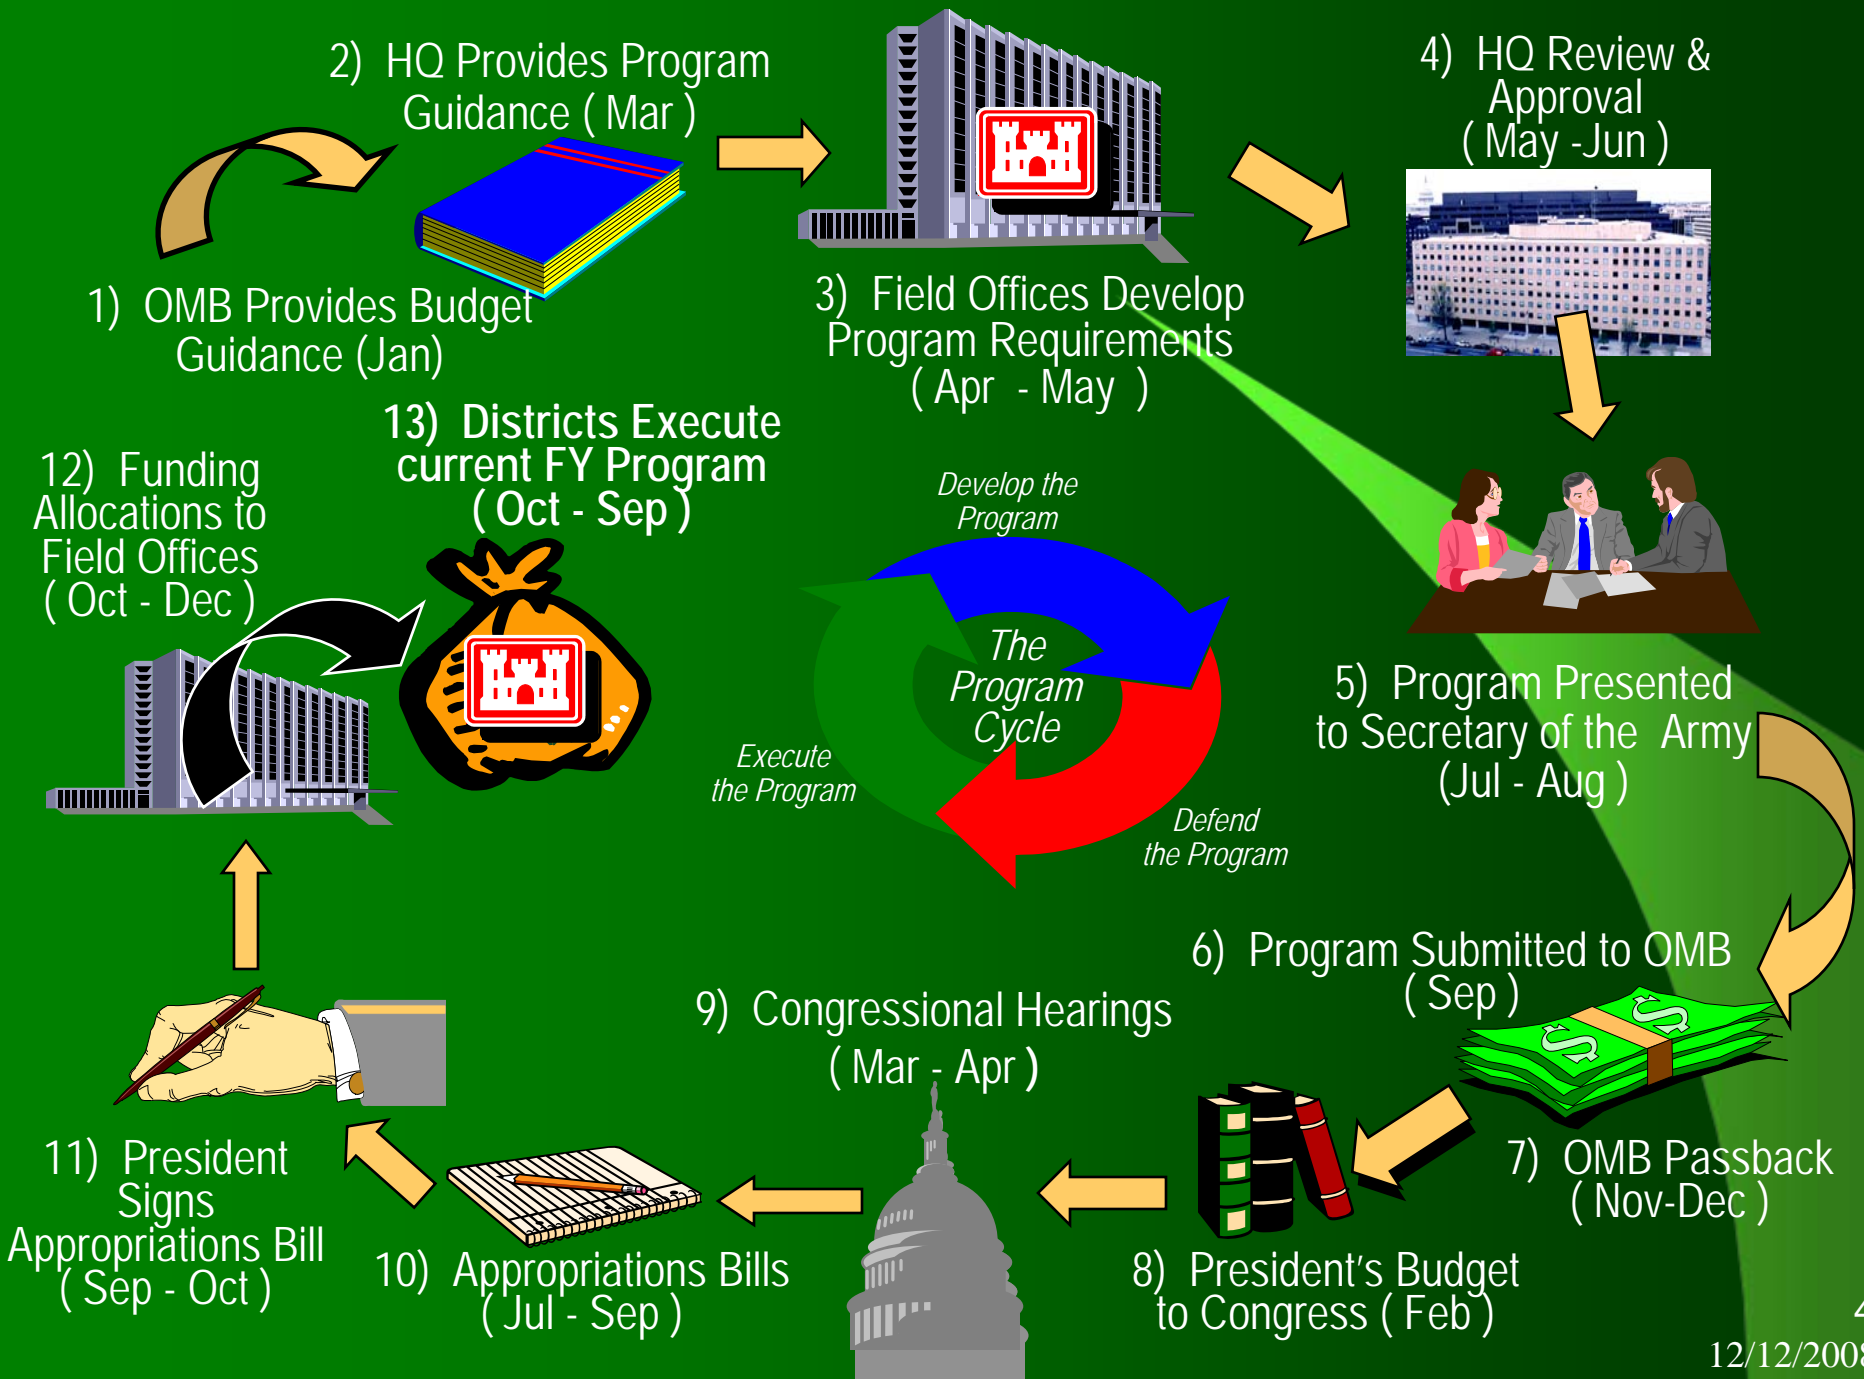 1) OMB Provides Budget
Guidance (Jan)
2) HQ Provides Program
Guidance ( Mar )
3) Field Offices Develop
Program Requirements
( Apr - May )
4) HQ Review &
Approval
( May -Jun )
5) Program Presented
to Secretary of the Army
(Jul - Aug )
6) Program Submitted to OMB
( Sep )
7) OMB Passback
( Nov-Dec )
8) President's Budget
to Congress ( Feb )
9) Congressional Hearings
( Mar - Apr )
10) Appropriations Bills
( Jul - Sep )
11) President
Signs
Appropriations Bill
( Sep - Oct )
12) Funding
Allocations to
Field Offices
( Oct - Dec )
13) Districts Execute
current FY Program
( Oct - Sep )
Develop the
Program
The
Program
Cycle
Execute
the Program
Defend
the Program
$ $
4
12/12/2008